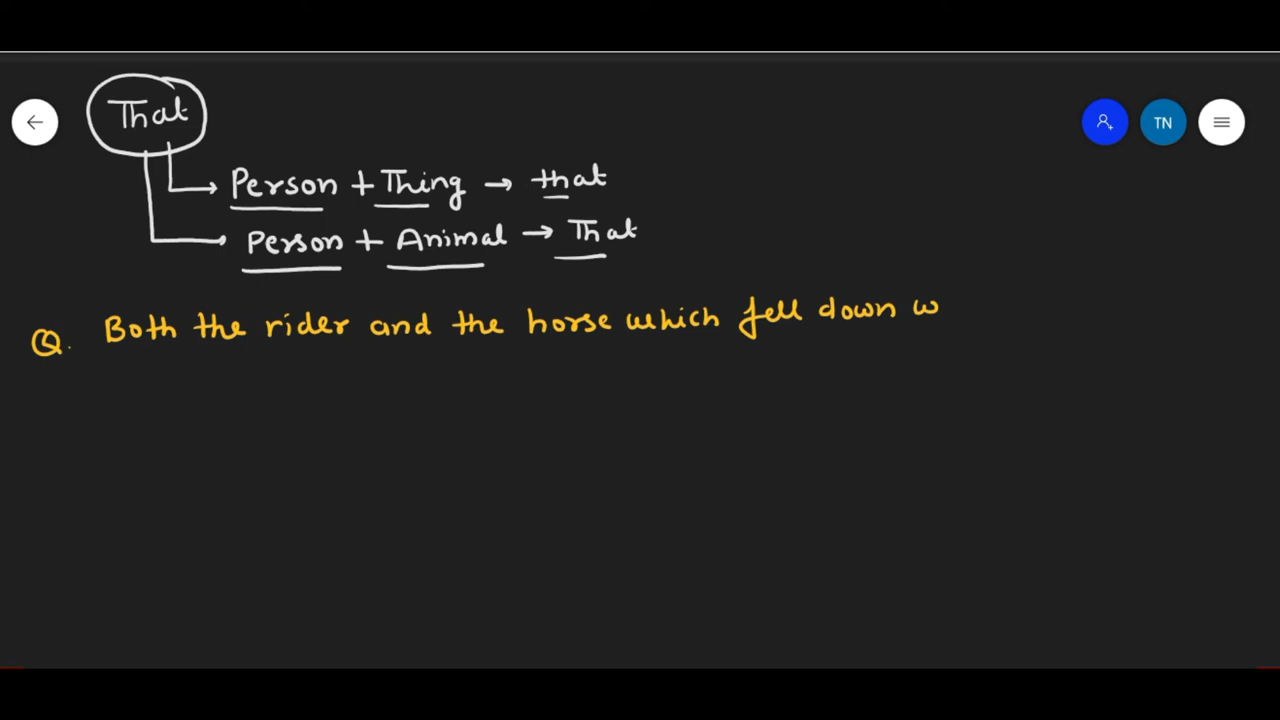 That
TN
Person + Thing → that
Person + Animal → That
Q. Both the rider and the horse which fell down w